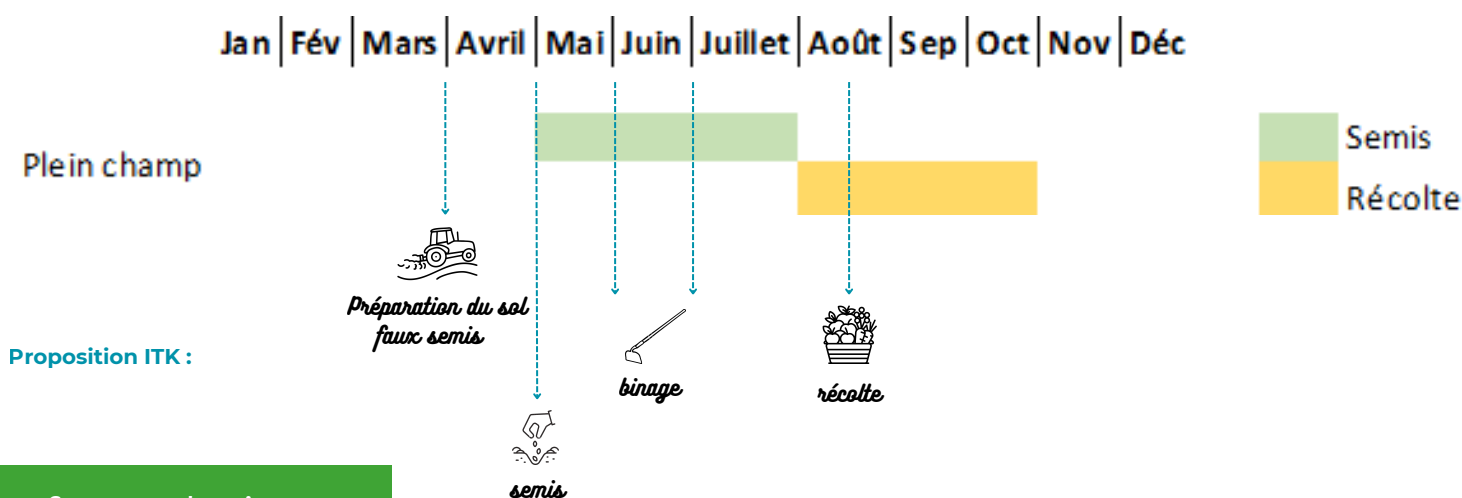 Jan Fév Mars Avril Mai Juin Juillet Août Sep Oct Nov Déc
Plein champ
Semis
Récolte
Préparation du sol
faux semis
Proposition ITK :
binage
récolte
semis